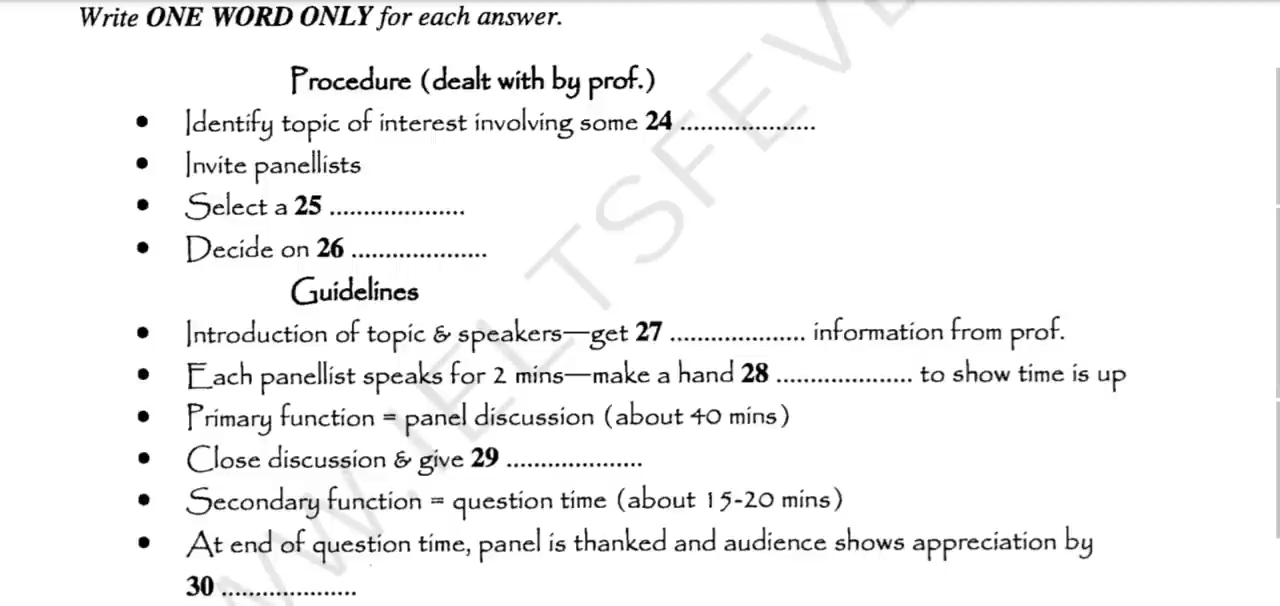 Write ONE WORD ONLY for each answer.
Procedure (dealt with by prof.)
• Identify topic of interest involving some 24 ....................
• Invite panellists
• Select a 25 ....................
• Decide on 26 ....................
Guidelines
• Introduction of topic & speakers—get 27 .................... information from prof.
• Each panellist speaks for 2 mins—make a hand 28 .................... to show time is up
• Primary function = panel discussion (about 40 mins)
• Close discussion & give 29 ....................
• Secondary function = question time (about 15-20 mins)
• At end of question time, panel is thanked and audience shows appreciation by
30 ....................
WW.IELTSFEVE